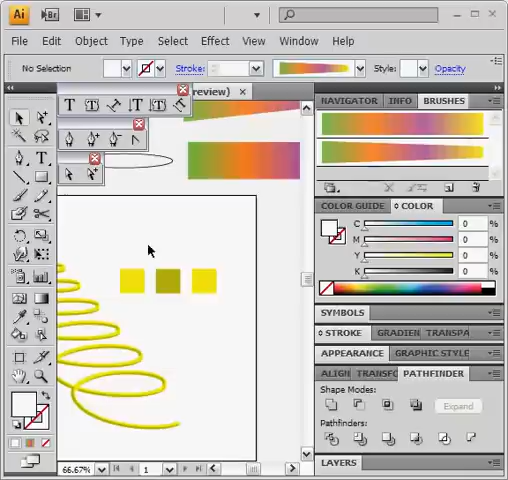 Ai Br
File Edit Object Type Select Effect View Window Help
No Selection Stroke: Style: Opacity
review)
NAVIGATOR INFO BRUSHES
COLOR GUIDE COLOR
C 0 %
M 0 %
Y 0 %
K 0 %
SYMBOLS
STROKE GRADIEN TRANSPA
APPEARANCE GRAPHIC STYLE
ALIGN TRANSFO PATHFINDER
Shape Modes:
Expand
Pathfinders:
LAYERS
66.67% 1